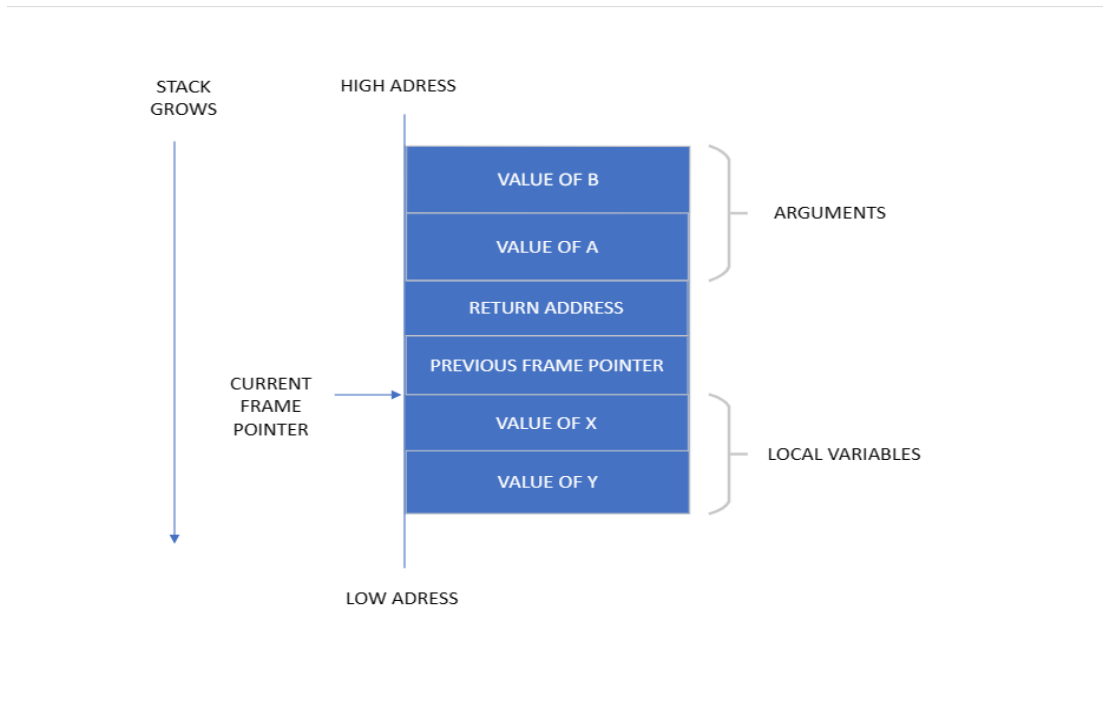 STACK
GROWS
HIGH ADRESS
VALUE OF B
ARGUMENTS
VALUE OF A
RETURN ADDRESS
PREVIOUS FRAME POINTER
CURRENT
FRAME
POINTER
VALUE OF X
LOCAL VARIABLES
VALUE OF Y
LOW ADRESS